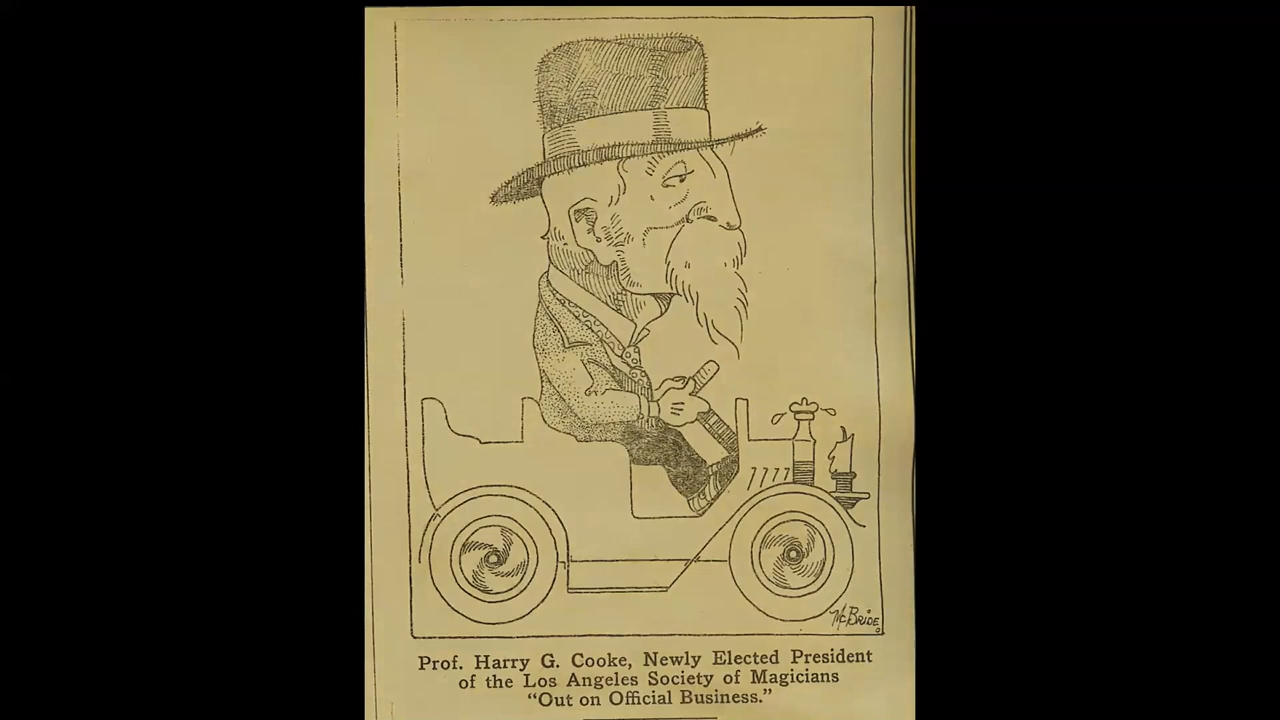 McBRIDE
Prof. Harry G. Cooke, Newly Elected President
of the Los Angeles Society of Magicians
“Out on Official Business.”